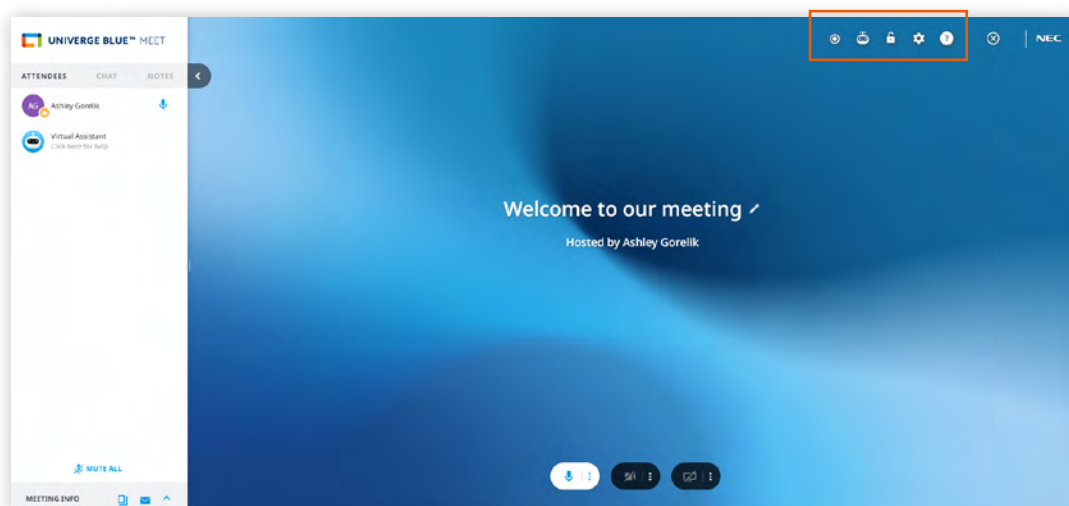 UNIVERGE BLUE™ MEET
ATTENDEES CHAT NOTES
AG Ashley Gorelik
Virtual Assistant
Click here for help
Welcome to our meeting
Hosted by Ashley Gorelik
MUTE ALL
MEETING INFO
?
NEC